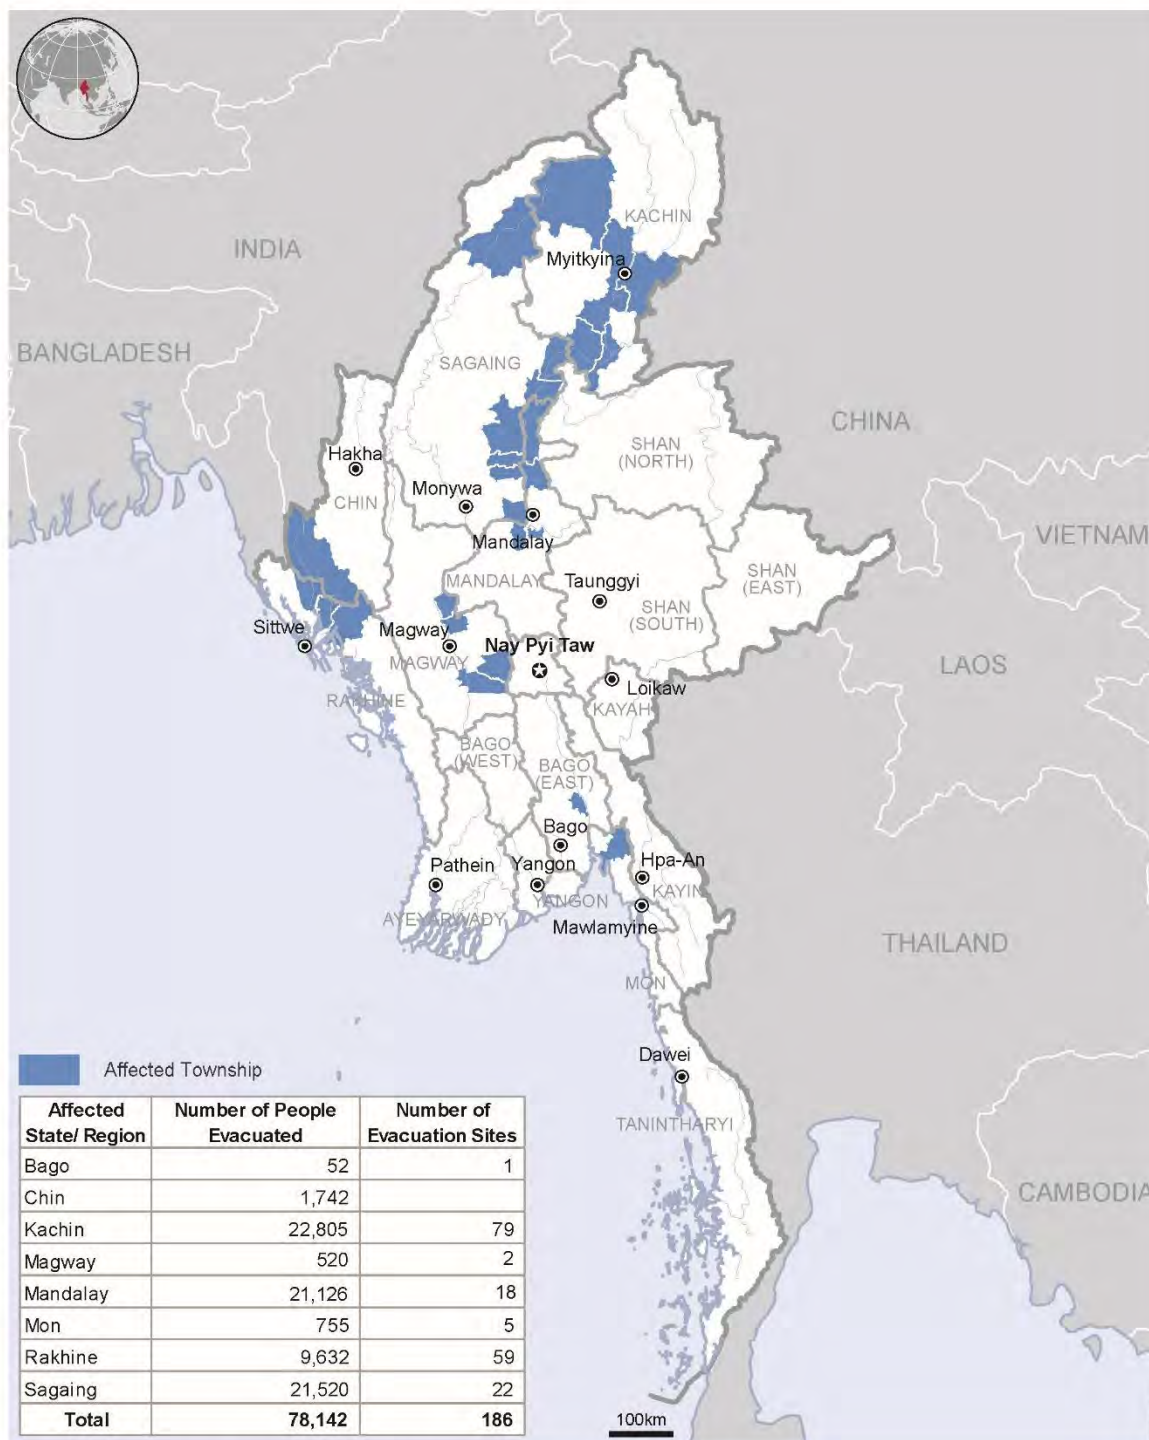 KACHIN
INDIA
Myitkyina
BANGLADESH
SAGAING
CHINA
SHAN
(NORTH)
Hakha
CHIN
Monywa
VIETNAM
Mandalay
MANDALAY
Taunggyi
SHAN
(EAST)
SHAN
(SOUTH)
Sittwe
Magway
MAGWAY
Nay Pyi Taw
LAOS
Loikaw
KAYAH
RAKHINE
BAGO
(WEST)
BAGO
(EAST)
Bago
Pathein
Yangon
Hpa-An
KAYIN
YANGON
AYEYARWADY
Mawlamyine
THAILAND
MON
Dawei
TANINTHARYI
CAMBODIA
Affected Township
Affected State/ Region Number of People Evacuated Number of Evacuation Sites
Bago 52 1
Chin 1,742
Kachin 22,805 79
Magway 520 2
Mandalay 21,126 18
Mon 755 5
Rakhine 9,632 59
Sagaing 21,520 22
Total 78,142 186
100km